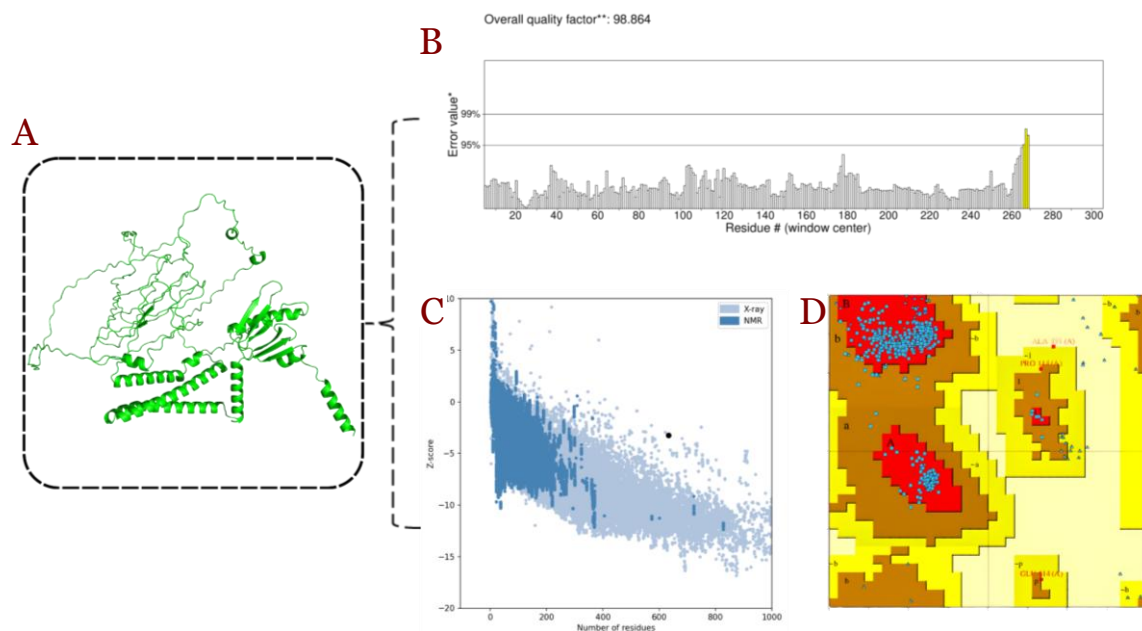 Overall quality factor**: 98.864
A
B
Error value*
99%
95%
20 40 60 80 100 120 140 160 180 200 220 240 260 280 300
Residue # (window center)
C
X-ray
NMR
Z-score
10
5
0
−5
−10
−15
−20
0 200 400 600 800 1000
Number of residues
D
B
b
~b
b
~l
l
a
A
~a
~b
b
~p
p
~b